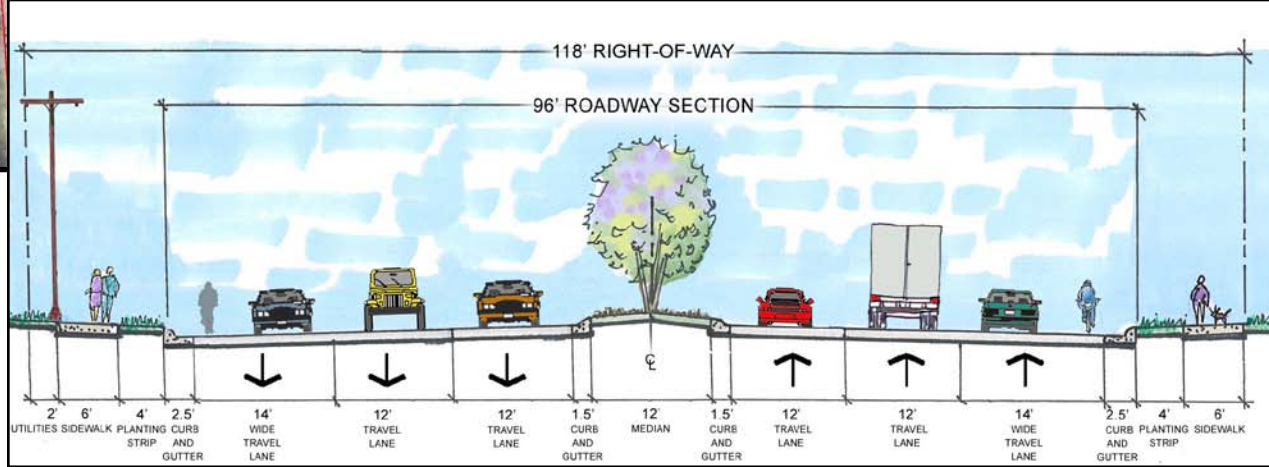 118' RIGHT-OF-WAY
96' ROADWAY SECTION
℄
2' 6' 4' 2.5' 14' 12' 12' 1.5' 12' 1.5' 12' 12' 14' 2.5' 4' 6'
UTILITIES SIDEWALK PLANTING STRIP CURB AND GUTTER WIDE TRAVEL LANE TRAVEL LANE TRAVEL LANE CURB AND GUTTER MEDIAN CURB AND GUTTER TRAVEL LANE TRAVEL LANE WIDE TRAVEL LANE CURB AND GUTTER PLANTING STRIP SIDEWALK